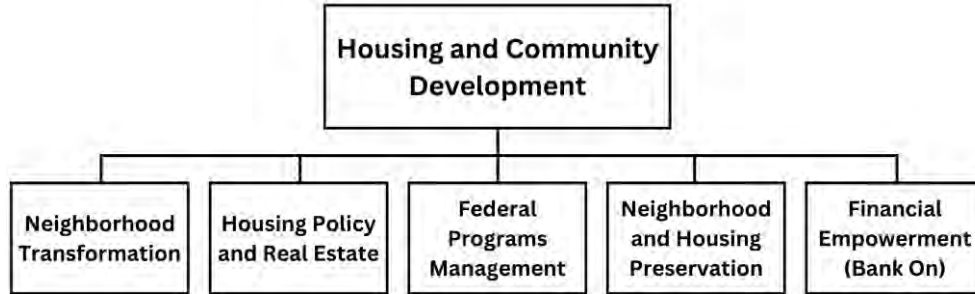 Housing and Community
Development
Neighborhood
Transformation
Housing Policy
and Real Estate
Federal
Programs
Management
Neighborhood
and Housing
Preservation
Financial
Empowerment
(Bank On)